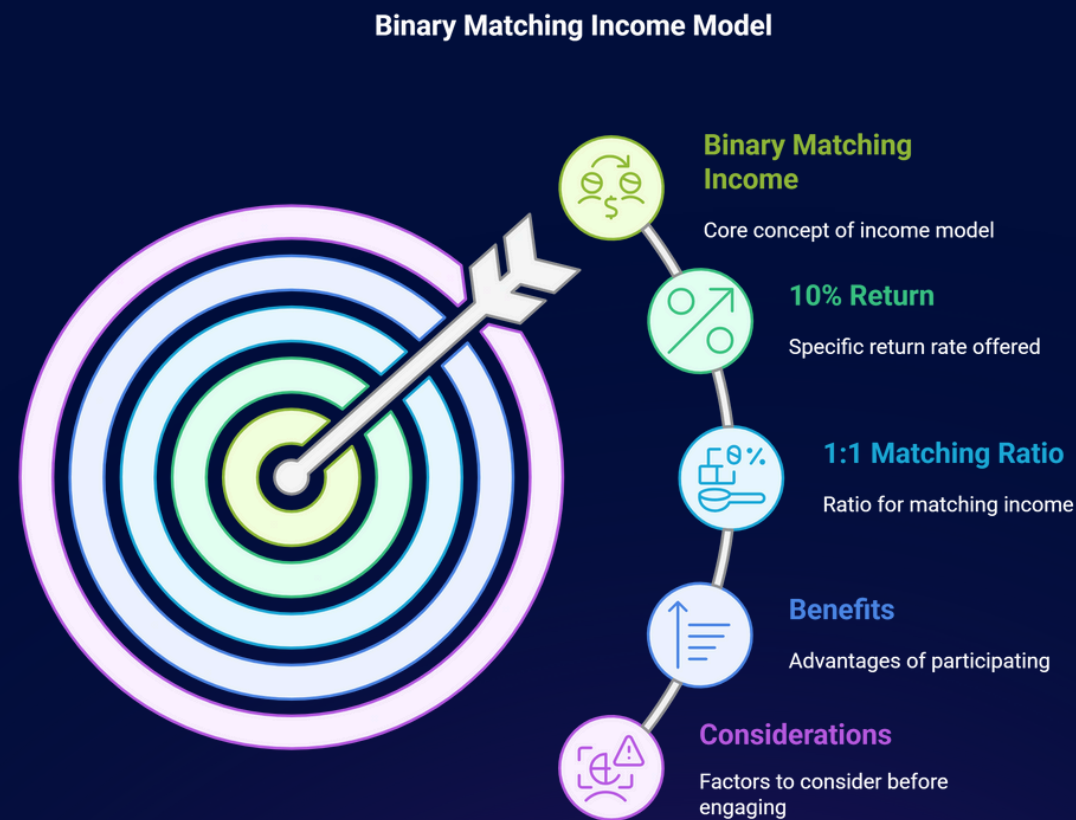 Binary Matching Income Model
Binary Matching
Income
Core concept of income model
10% Return
Specific return rate offered
1:1 Matching Ratio
Ratio for matching income
Benefits
Advantages of participating
Considerations
Factors to consider before
engaging